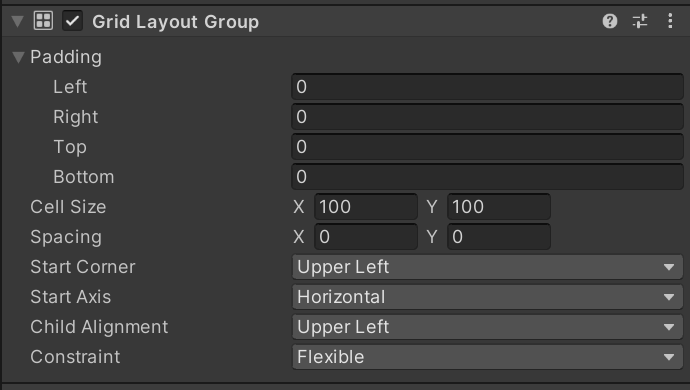 Grid Layout Group
Padding
Left 0
Right 0
Top 0
Bottom 0
Cell Size X 100 Y 100
Spacing X 0 Y 0
Start Corner Upper Left
Start Axis Horizontal
Child Alignment Upper Left
Constraint Flexible